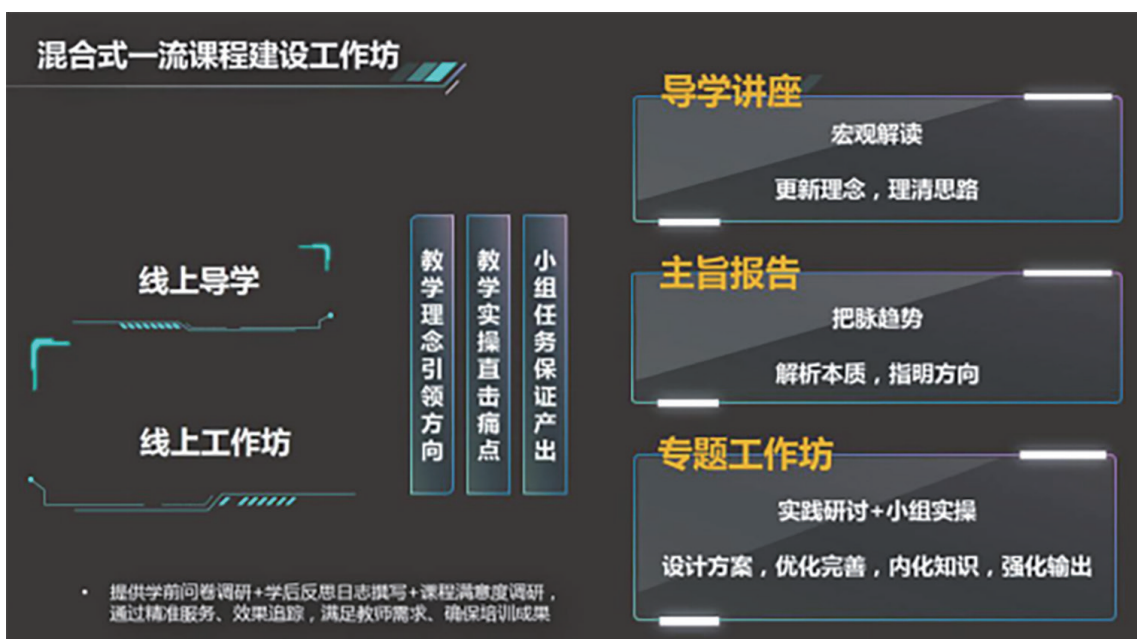 混合式一流课程建设工作坊
线上导学
线上工作坊
教学理念引领方向
教学实操直击痛点
小组任务保证产出
• 提供学前问卷调研+学后反思日志撰写+课程满意度调研，
通过精准服务、效果追踪，满足教师需求、确保培训成果
导学讲座
宏观解读
更新理念，理清思路
主旨报告
把脉趋势
解析本质，指明方向
专题工作坊
实践研讨+小组实操
设计方案，优化完善，内化知识，强化输出